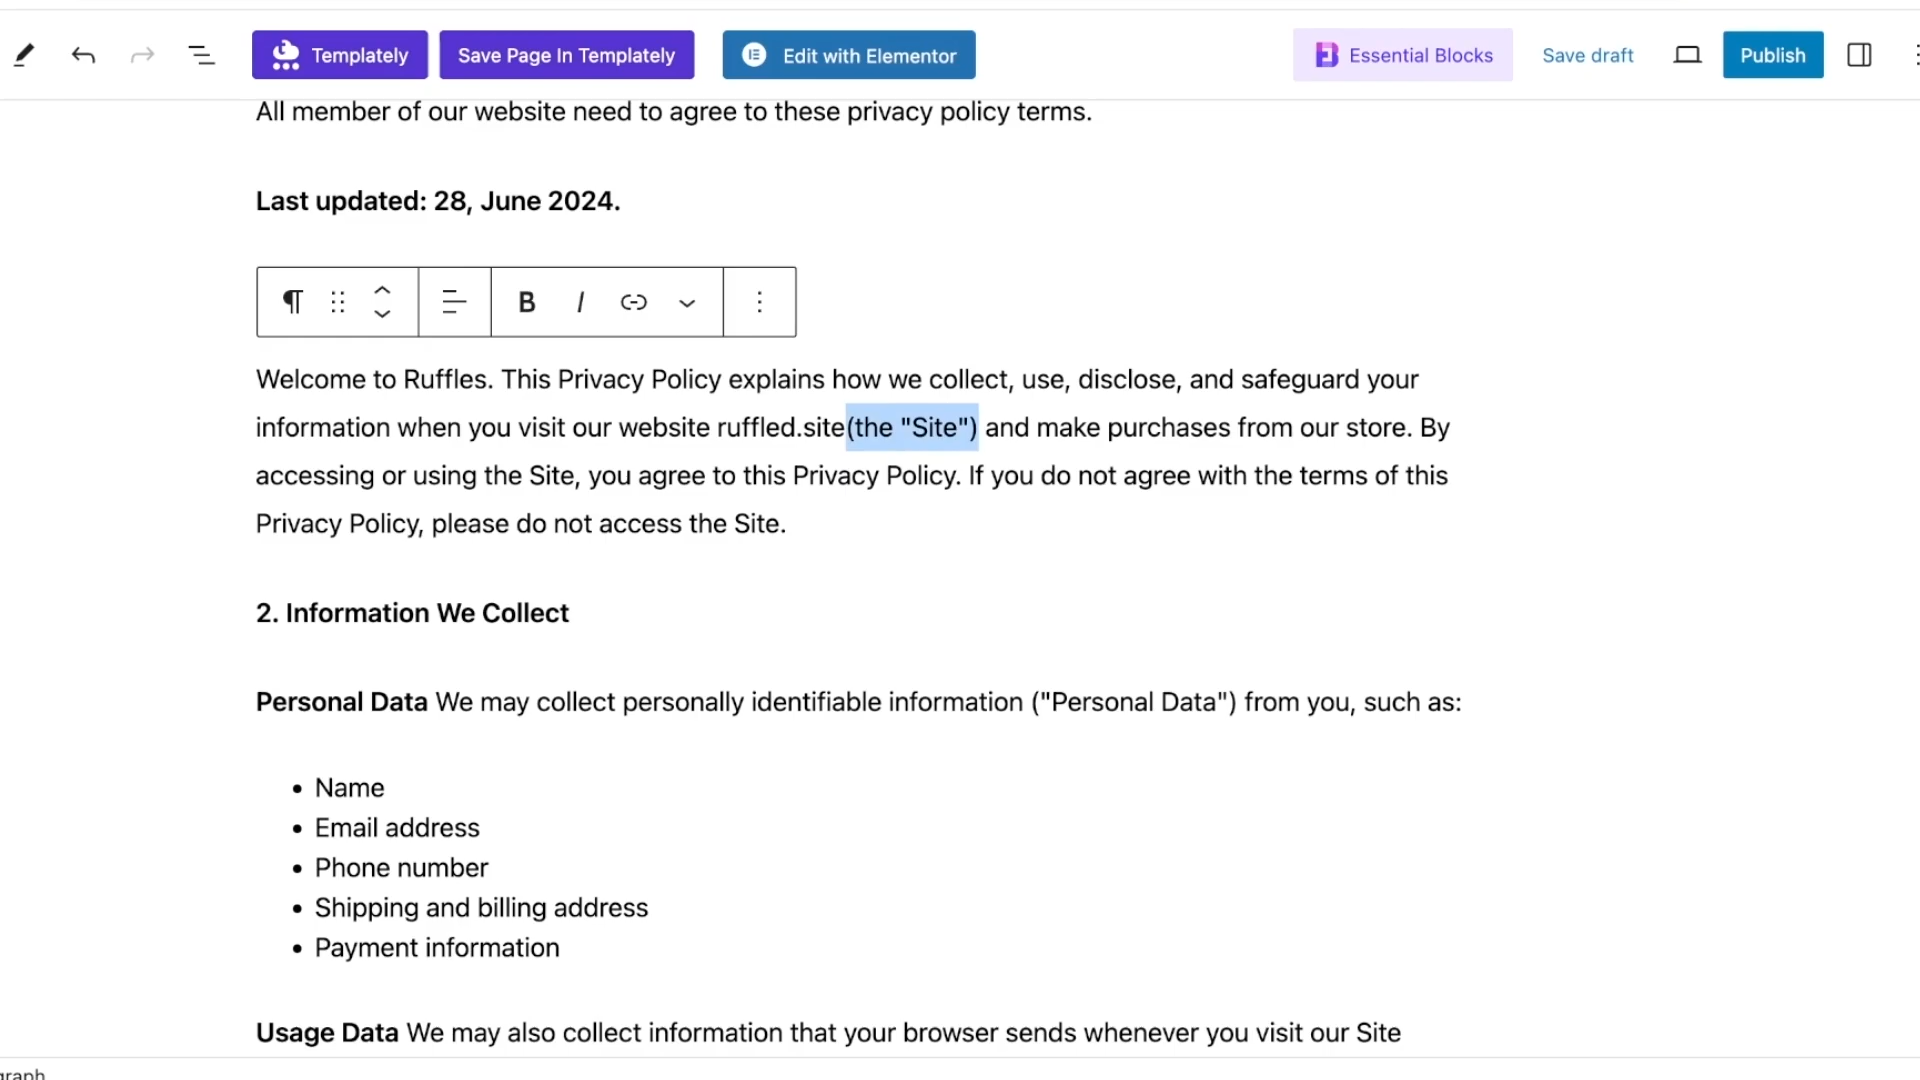 Templately
Save Page In Templately
Edit with Elementor
Essential Blocks
Save draft
Publish
All member of our website need to agree to these privacy policy terms.
Last updated: 28, June 2024.
B I
Welcome to Ruffles. This Privacy Policy explains how we collect, use, disclose, and safeguard your
information when you visit our website ruffled.site(the "Site") and make purchases from our store. By
accessing or using the Site, you agree to this Privacy Policy. If you do not agree with the terms of this
Privacy Policy, please do not access the Site.
2. Information We Collect
Personal Data We may collect personally identifiable information ("Personal Data") from you, such as:
• Name
• Email address
• Phone number
• Shipping and billing address
• Payment information
Usage Data We may also collect information that your browser sends whenever you visit our Site
graph